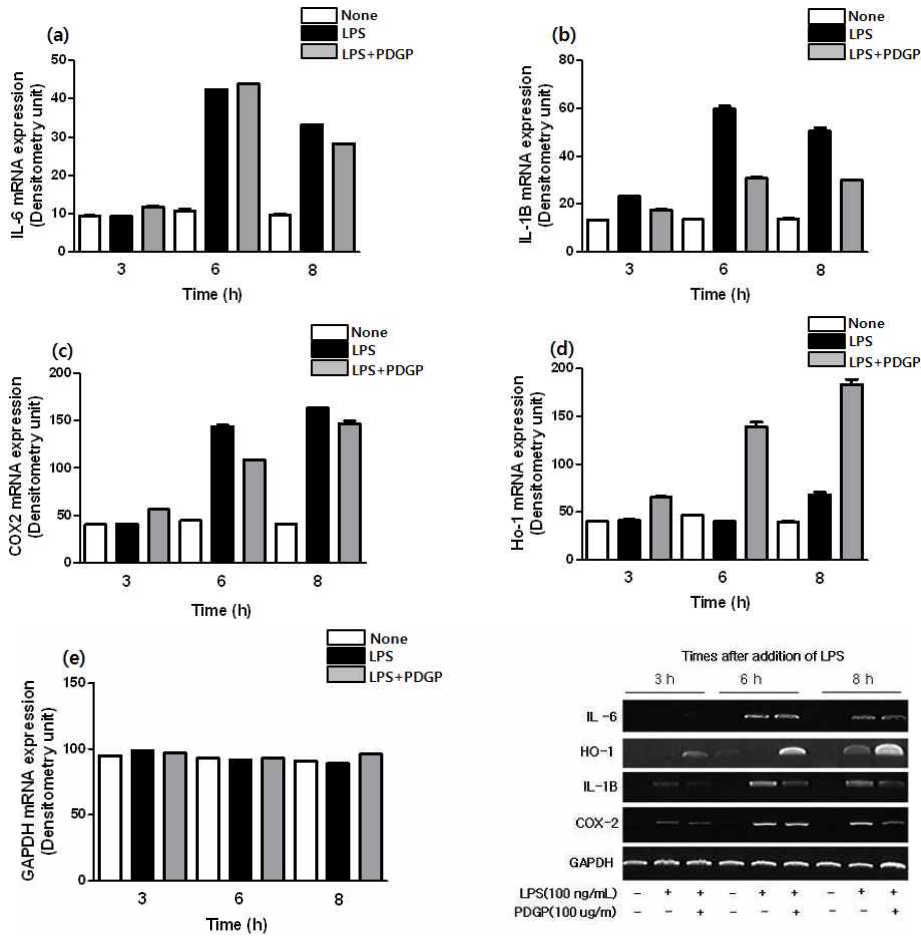 (a)
None
LPS
LPS+PDGP
IL-6 mRNA expression
(Densitometry unit)
50
40
30
20
10
0
3 6 8
Time (h)
(b)
None
LPS
LPS+PDGP
IL-1B mRNA expression
(Densitometry unit)
80
60
40
20
0
3 6 8
Time (h)
(c)
None
LPS
LPS+PDGP
COX2 mRNA expression
(Densitometry unit)
200
150
100
50
0
3 6 8
Time (h)
(d)
None
LPS
LPS+PDGP
Ho-1 mRNA expression
(Densitometry unit)
200
150
100
50
0
3 6 8
Time (h)
(e)
None
LPS
LPS+PDGP
GAPDH mRNA expression
(Densitometry unit)
150
100
50
0
3 6 8
Time (h)
Times after addition of LPS
3 h 6 h 8 h
IL -6
HO-1
IL-1B
COX-2
GAPDH
LPS(100 ng/mL) - + + - + + - + +
PDGP(100 ug/m) + + +